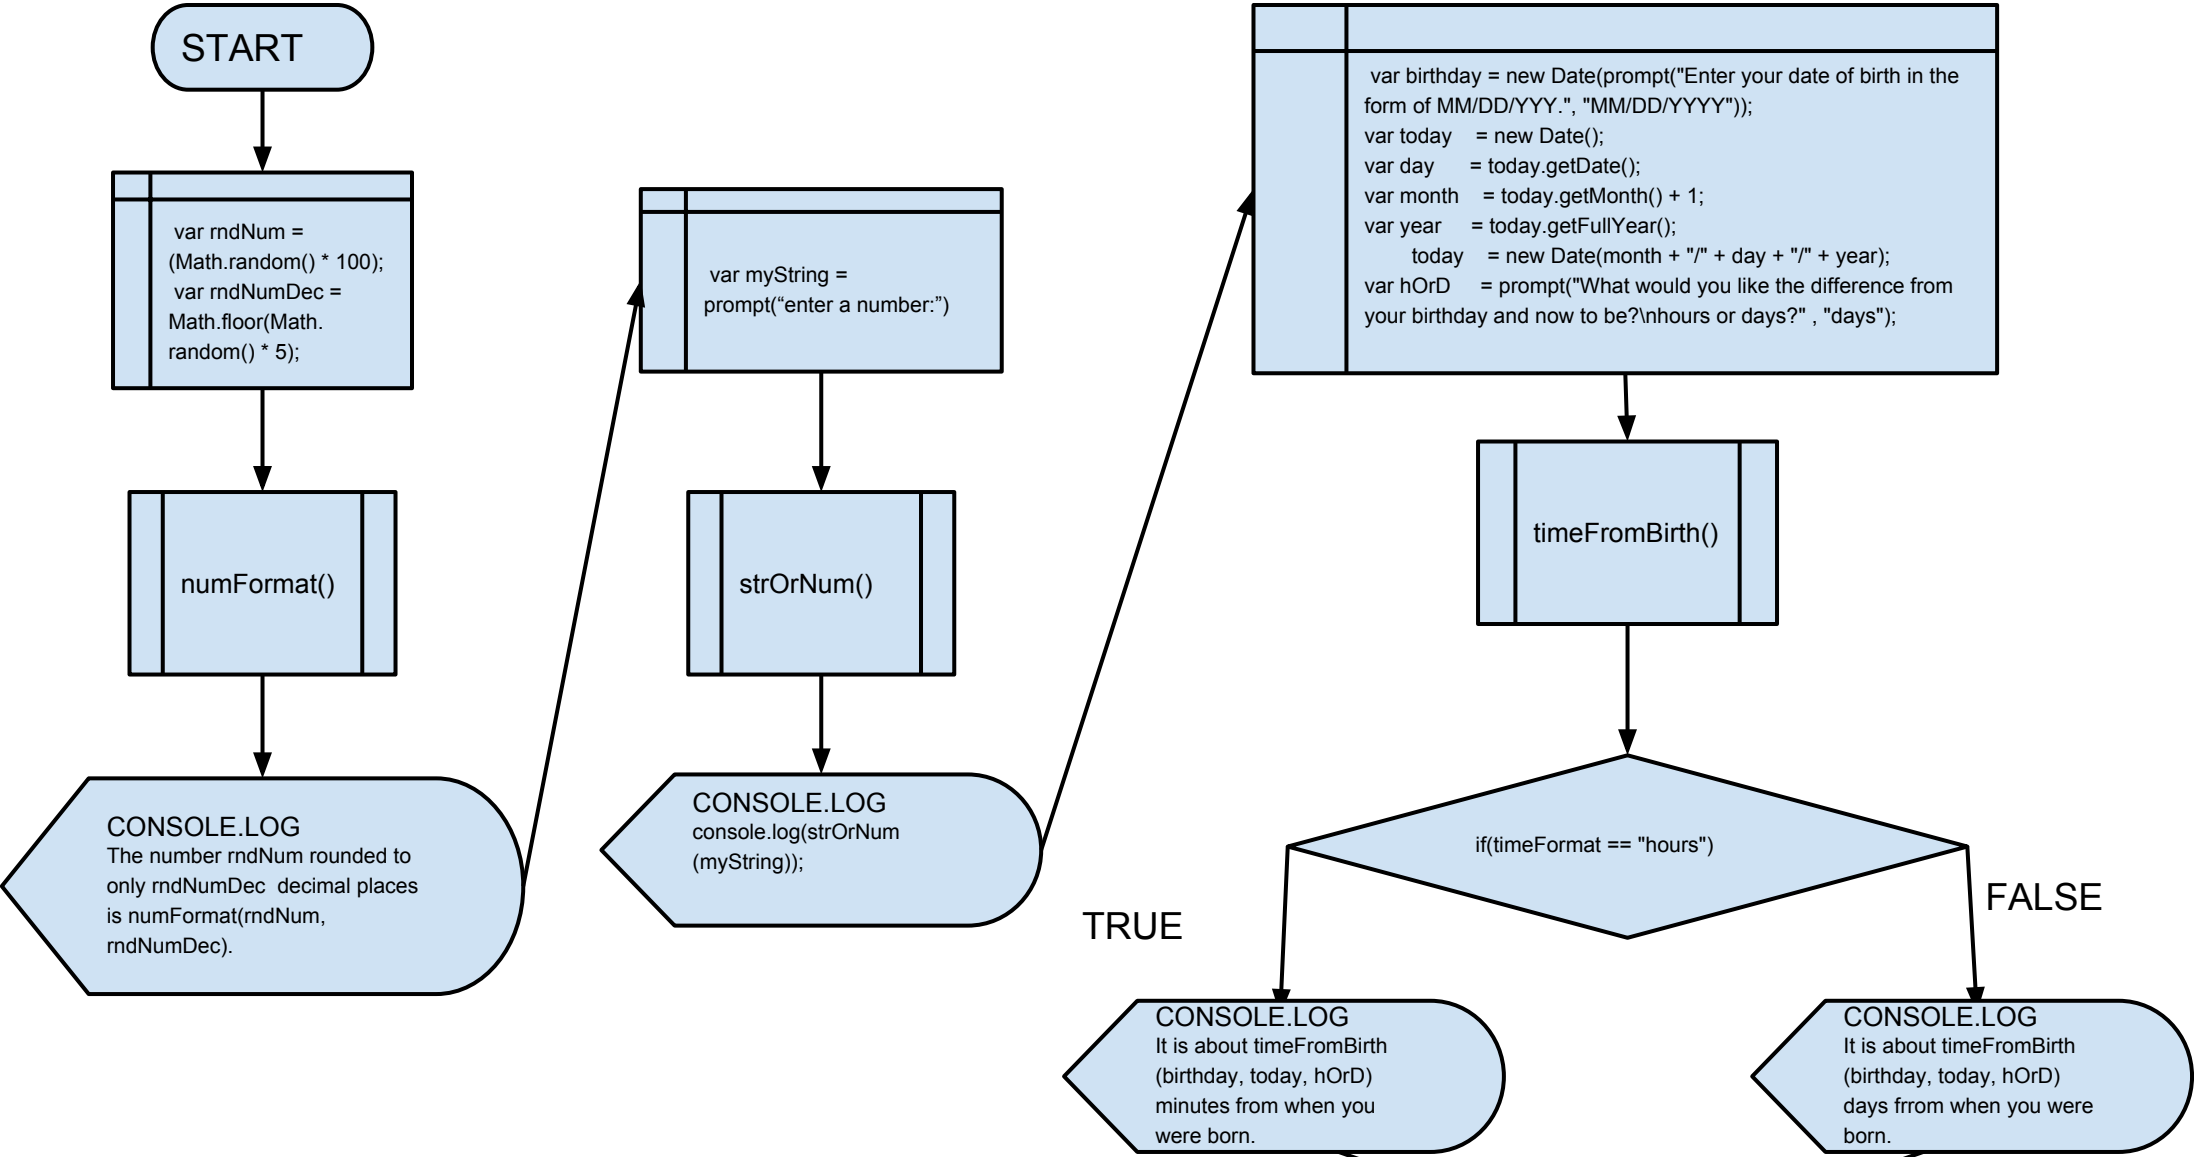 START
var rndNum =
(Math.random() * 100);
var rndNumDec =
Math.floor(Math.
random() * 5);
numFormat()
CONSOLE.LOG
The number rndNum rounded to
only rndNumDec  decimal places
is numFormat(rndNum,
rndNumDec).
var myString =
prompt(“enter a number:”)
strOrNum()
CONSOLE.LOG
console.log(strOrNum
(myString));
var birthday = new Date(prompt("Enter your date of birth in the
form of MM/DD/YYY.", "MM/DD/YYYY"));
var today    = new Date();
var day      = today.getDate();
var month    = today.getMonth() + 1;
var year     = today.getFullYear();
today    = new Date(month + "/" + day + "/" + year);
var hOrD     = prompt("What would you like the difference from
your birthday and now to be?\nhours or days?" , "days");
timeFromBirth()
if(timeFormat == "hours")
TRUE
FALSE
CONSOLE.LOG
It is about timeFromBirth
(birthday, today, hOrD)
minutes from when you
were born.
CONSOLE.LOG
It is about timeFromBirth
(birthday, today, hOrD)
days frrom when you were
born.